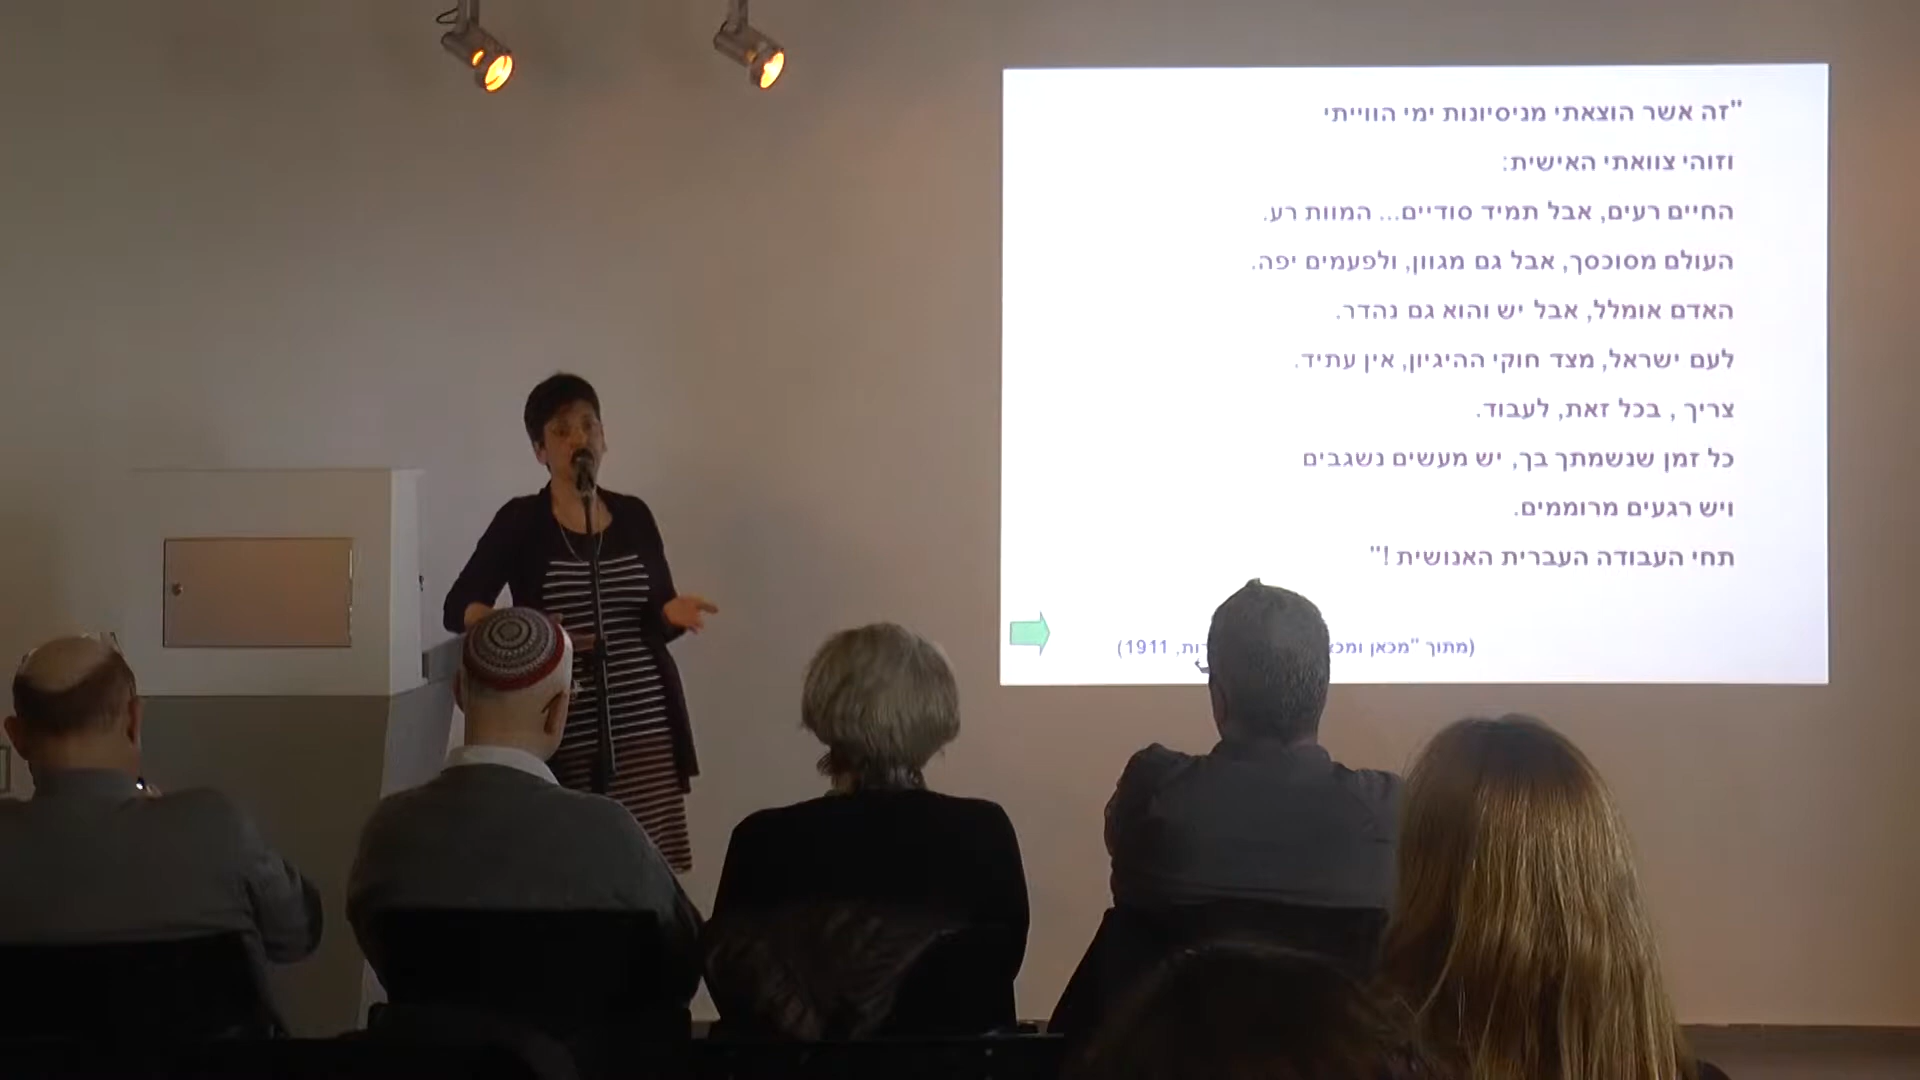 "זה אשר הוצאתי מניסיונות ימי הווייתי
וזוהי צוואתי האישית:
החיים רעים, אבל תמיד סודיים... המוות רע.
העולם מסוכסך, אבל גם מגוון, ולפעמים יפה.
האדם אומלל, אבל יש והוא גם נהדר.
לעם ישראל, מצד חוקי ההיגיון, אין עתיד.
צריך , בכל זאת, לעבוד.
כל זמן שנשמתך בך, יש מעשים נשגבים
ויש רגעים מרוממים.
תחי העבודה העברית האנושית !"
(מתוך "מכאן 1911)